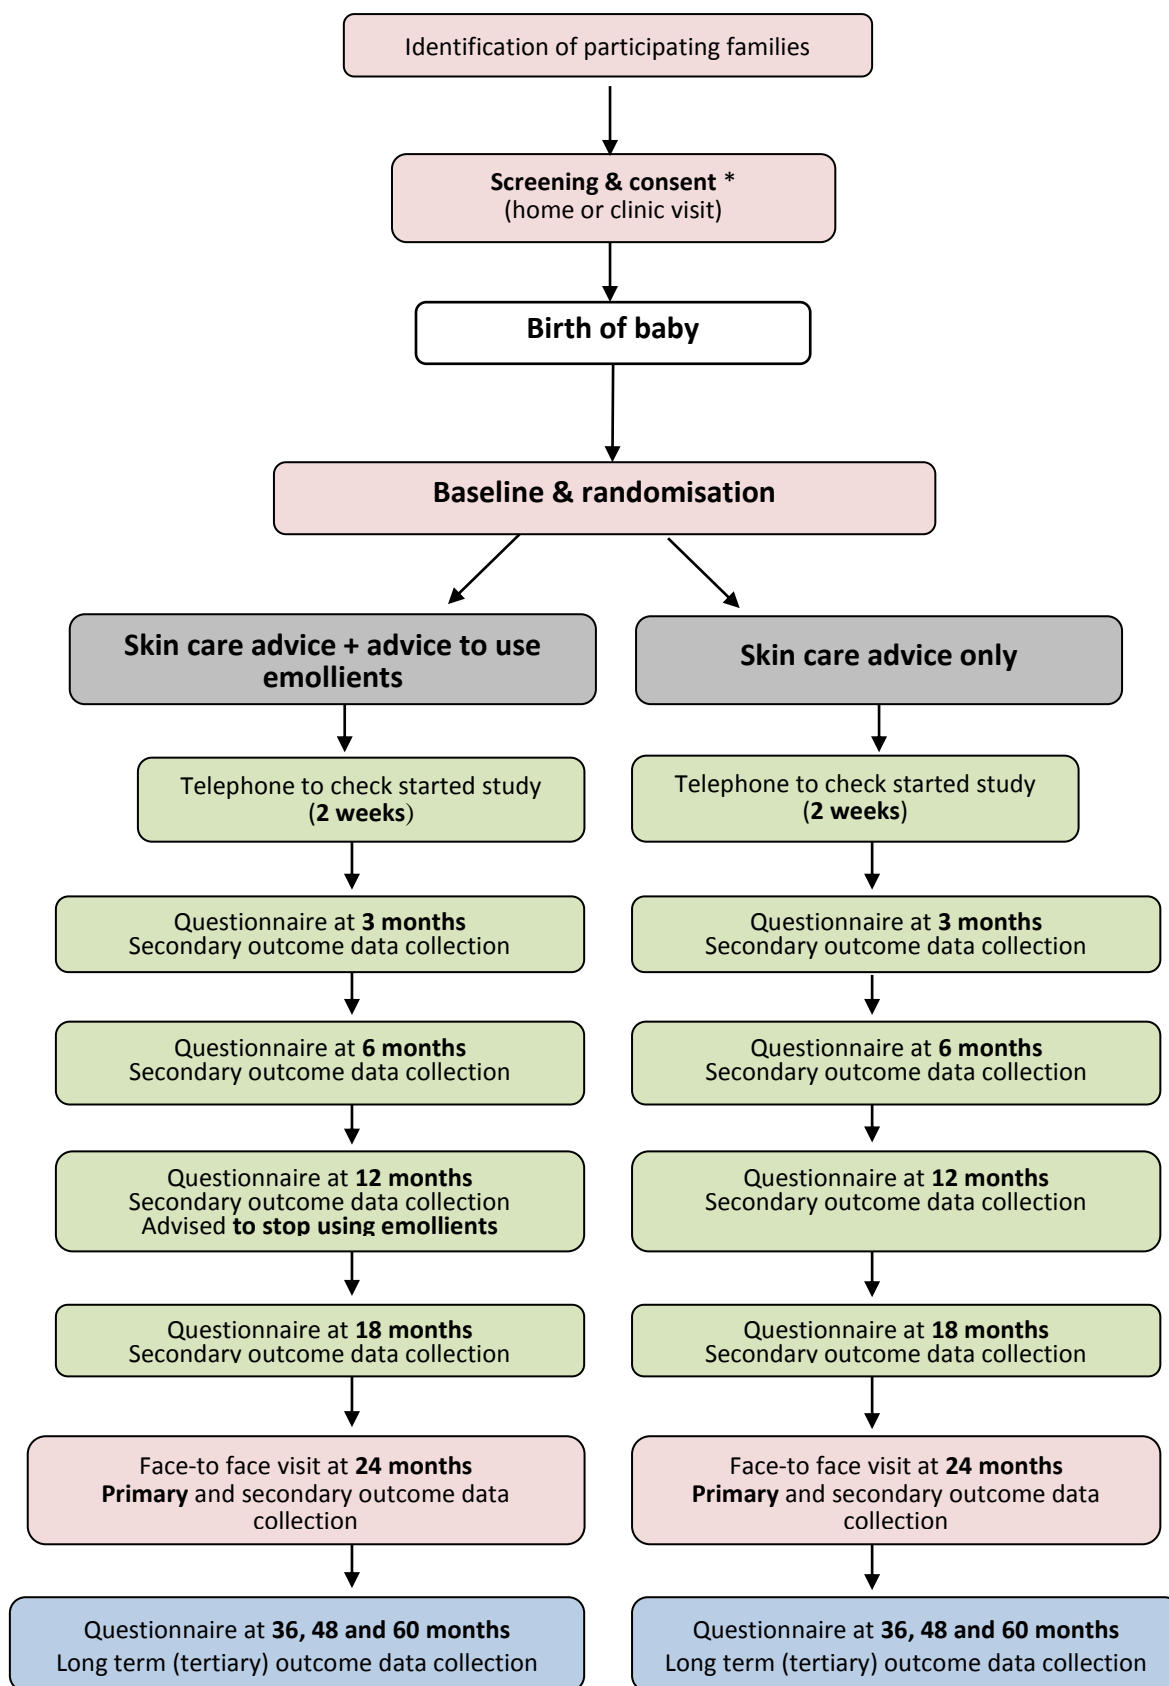 Identification of participating families
Screening & consent *
(home or clinic visit)
Birth of baby
Baseline & randomisation
Skin care advice + advice to use
emollients
Skin care advice only
Telephone to check started study
(2 weeks)
Telephone to check started study
(2 weeks)
Questionnaire at 3 months
Secondary outcome data collection
Questionnaire at 3 months
Secondary outcome data collection
Questionnaire at 6 months
Secondary outcome data collection
Questionnaire at 6 months
Secondary outcome data collection
Questionnaire at 12 months
Secondary outcome data collection
Advised to stop using emollients
Questionnaire at 12 months
Secondary outcome data collection
Questionnaire at 18 months
Secondary outcome data collection
Questionnaire at 18 months
Secondary outcome data collection
Face-to face visit at 24 months
Primary and secondary outcome data
collection
Face-to face visit at 24 months
Primary and secondary outcome data
collection
Questionnaire at 36, 48 and 60 months
Long term (tertiary) outcome data collection
Questionnaire at 36, 48 and 60 months
Long term (tertiary) outcome data collection